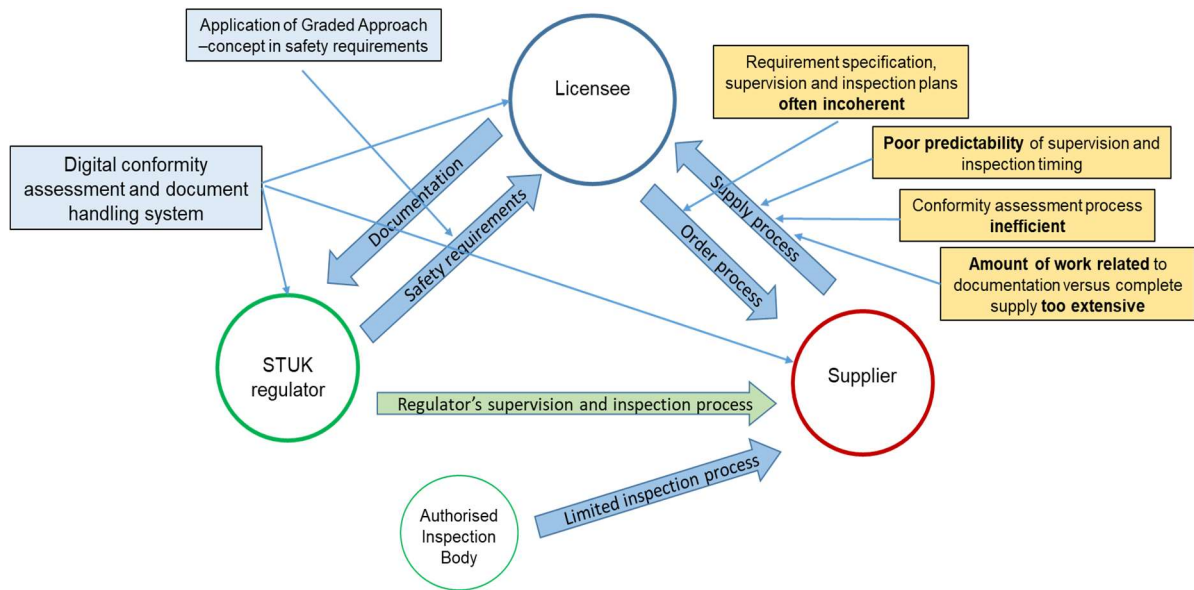 Application of Graded Approach
–concept in safety requirements
Licensee
Requirement specification,
supervision and inspection plans
often incoherent
Poor predictability of supervision and
inspection timing
Digital conformity
assessment and document
handling system
Documentation
Safety requirements
Supply process
Order process
Conformity assessment process
inefficient
Amount of work related to
documentation versus complete
supply too extensive
STUK
regulator
Supplier
Regulator's supervision and inspection process
Limited inspection process
Authorised
Inspection
Body